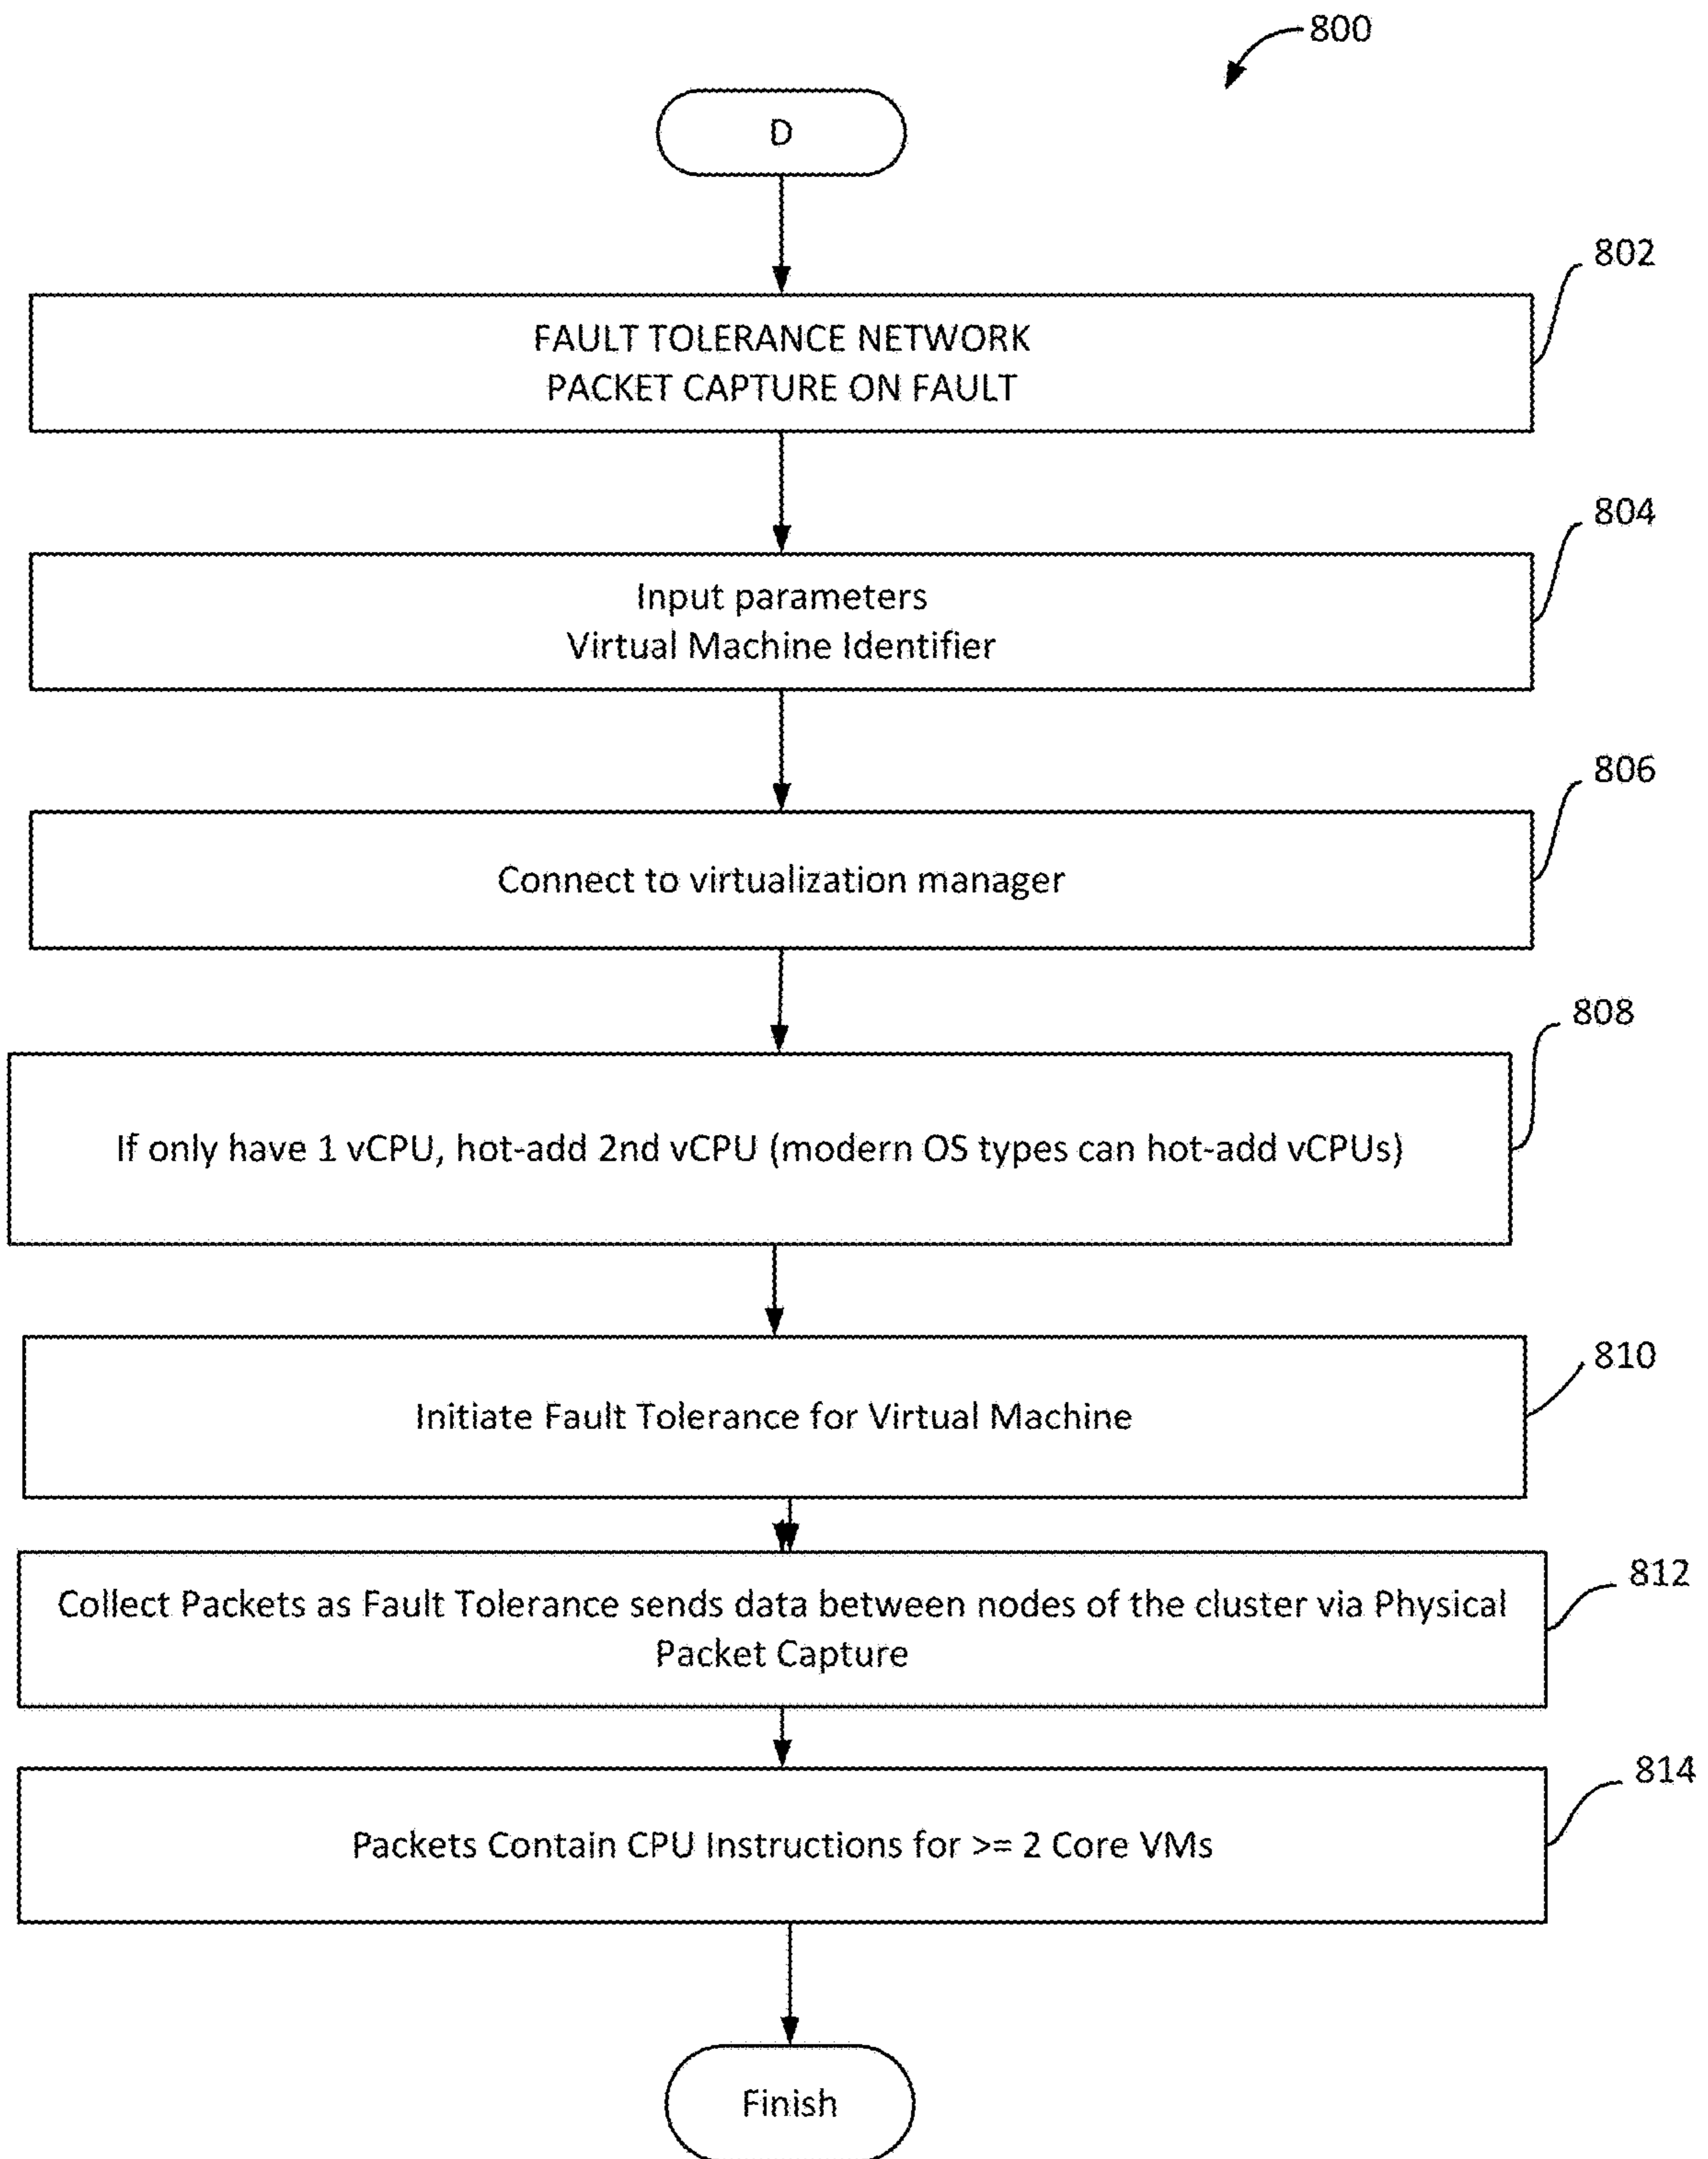 800
D
802
FAULT TOLERANCE NETWORK
PACKET CAPTURE ON FAULT
804
Input parameters
Virtual Machine Identifier
806
Connect to virtualization manager
808
If only have 1 vCPU, hot-add 2nd vCPU (modern OS types can hot-add vCPUs)
810
Initiate Fault Tolerance for Virtual Machine
812
Collect Packets as Fault Tolerance sends data between nodes of the cluster via Physical
Packet Capture
814
Packets Contain CPU Instructions for >= 2 Core VMs
Finish